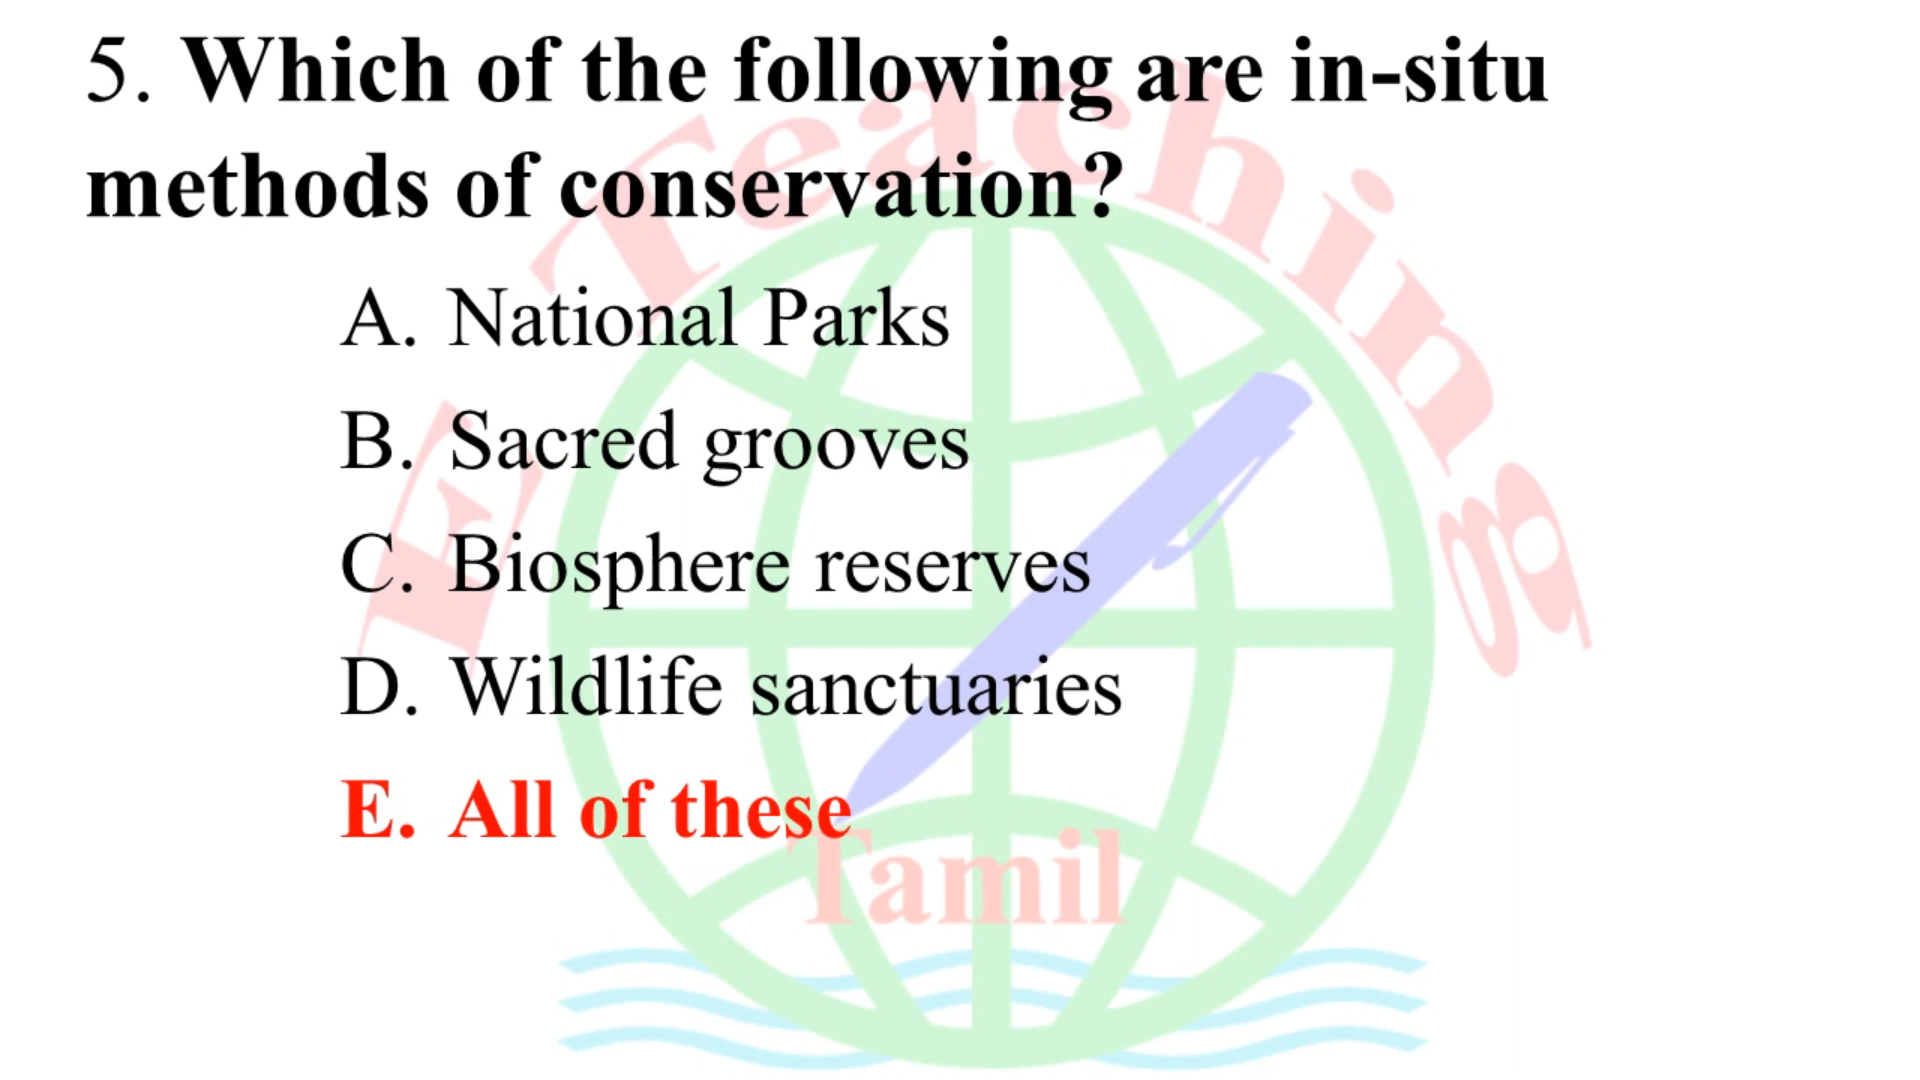 5. Which of the following are in-situ
methods of conservation?
A. National Parks
B. Sacred grooves
C. Biosphere reserves
D. Wildlife sanctuaries
E. All of these
E Teaching
Tamil